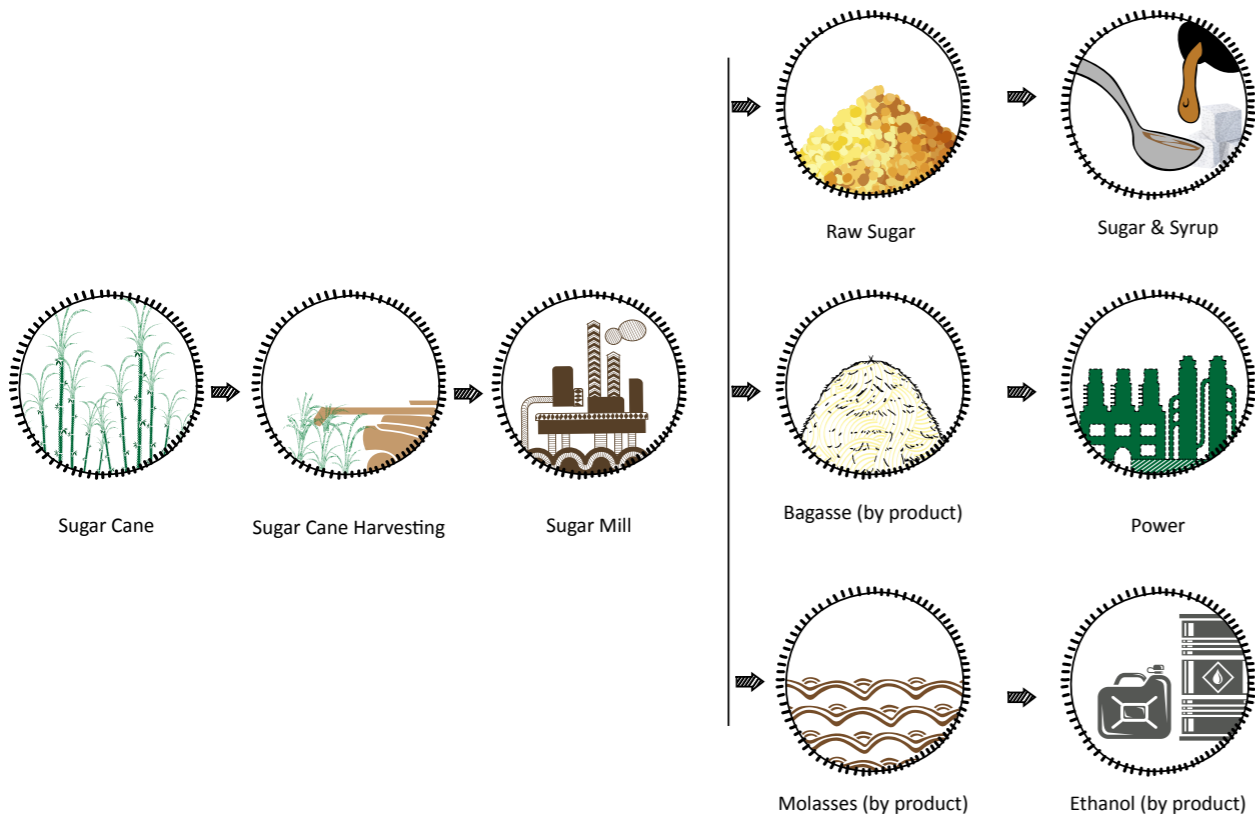 Raw Sugar
Sugar & Syrup
Sugar Cane
Sugar Cane Harvesting
Sugar Mill
Bagasse (by product)
Power
Molasses (by product)
Ethanol (by product)